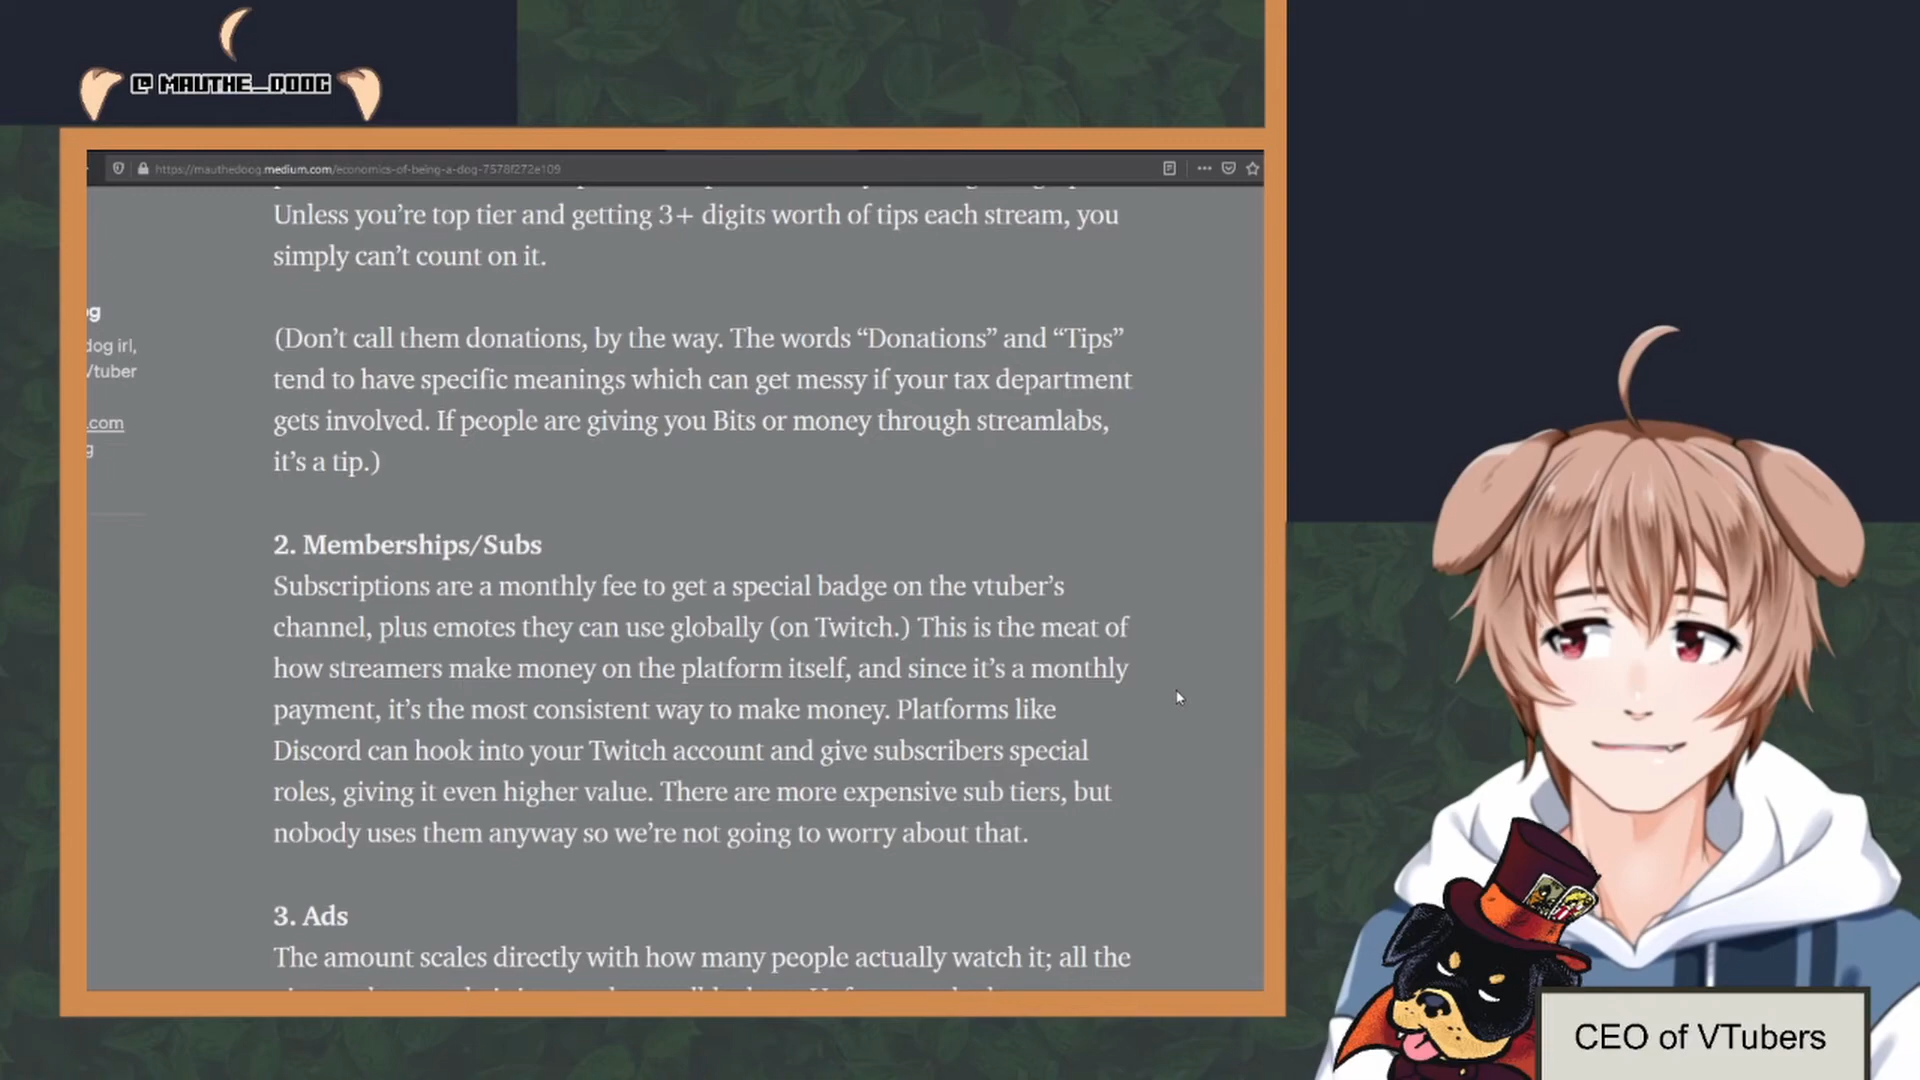 @ MAUTHE_DOOG
https://mauthedoog.medium.com/economics-of-being-a-dog-7578f272e109
Unless you’re top tier and getting 3+ digits worth of tips each stream, you
simply can’t count on it.
og
dog irl,
Vtuber
.com
g
(Don’t call them donations, by the way. The words “Donations” and “Tips”
tend to have specific meanings which can get messy if your tax department
gets involved. If people are giving you Bits or money through streamlabs,
it’s a tip.)
2. Memberships/Subs
Subscriptions are a monthly fee to get a special badge on the vtuber’s
channel, plus emotes they can use globally (on Twitch.) This is the meat of
how streamers make money on the platform itself, and since it’s a monthly
payment, it’s the most consistent way to make money. Platforms like
Discord can hook into your Twitch account and give subscribers special
roles, giving it even higher value. There are more expensive sub tiers, but
nobody uses them anyway so we’re not going to worry about that.
3. Ads
The amount scales directly with how many people actually watch it; all the
CEO of VTubers